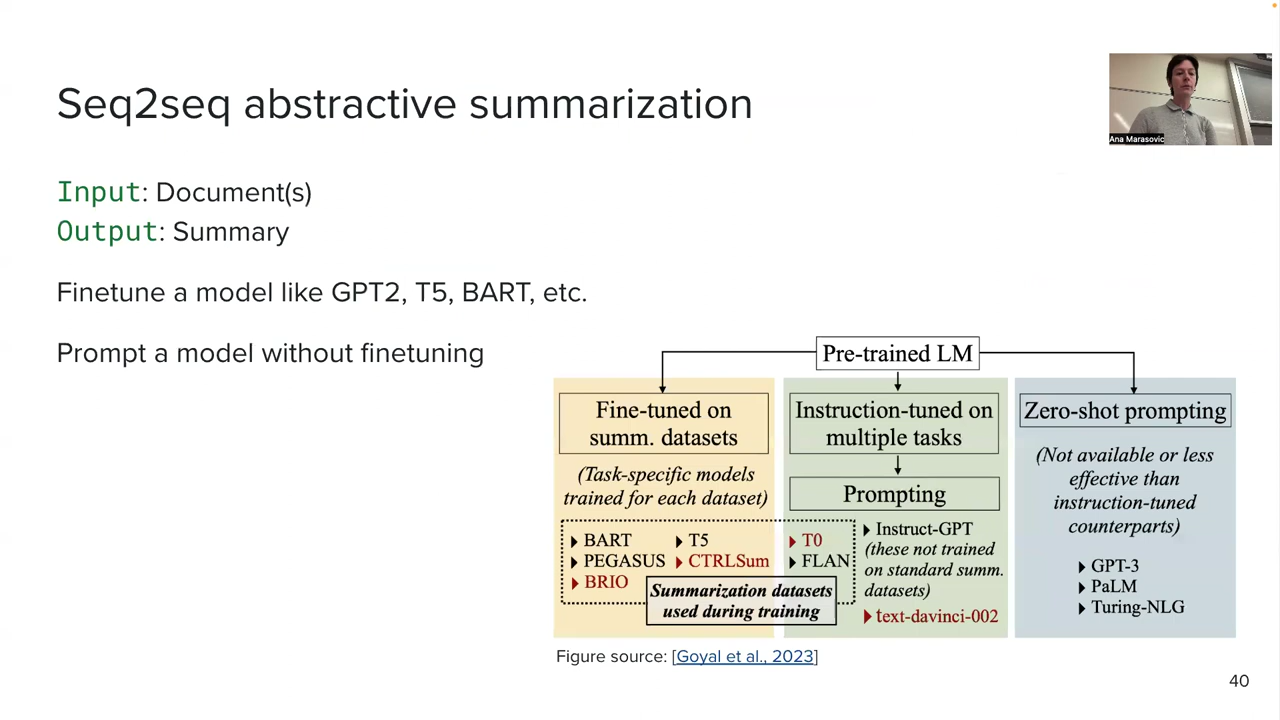 Seq2seq abstractive summarization
Ana Marasovic
Input: Document(s)
Output: Summary
Finetune a model like GPT2, T5, BART, etc.
Prompt a model without finetuning
Pre-trained LM
Fine-tuned on
summ. datasets
(Task-specific models
trained for each dataset)
BART
T5
PEGASUS
CTRLSum
BRIO
Instruction-tuned on
multiple tasks
Prompting
T0
FLAN
Summarization datasets
used during training
Instruct-GPT
(these not trained
on standard summ.
datasets)
text-davinci-002
Zero-shot prompting
(Not available or less
effective than
instruction-tuned
counterparts)
GPT-3
PaLM
Turing-NLG
Figure source: [Goyal et al., 2023]
40